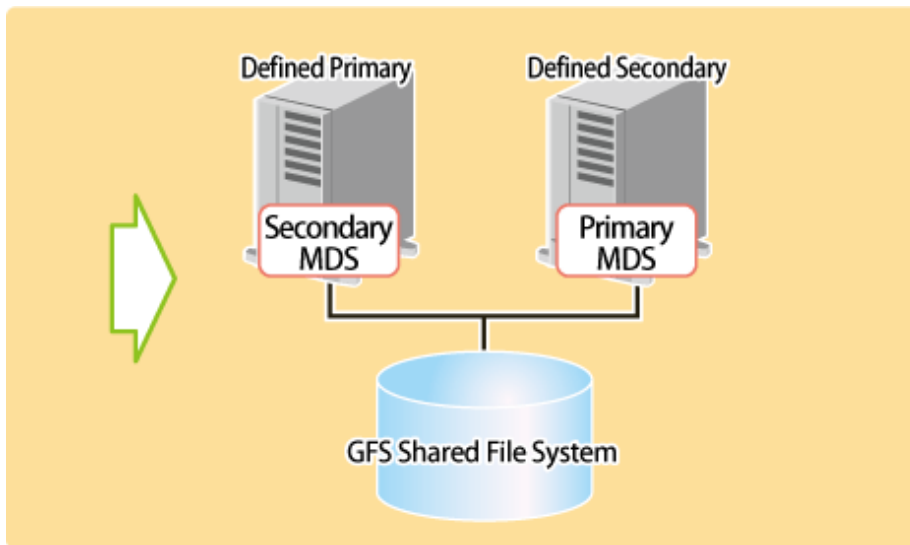 Defined Primary
Defined Secondary
Secondary
MDS
Primary
MDS
GFS Shared File System